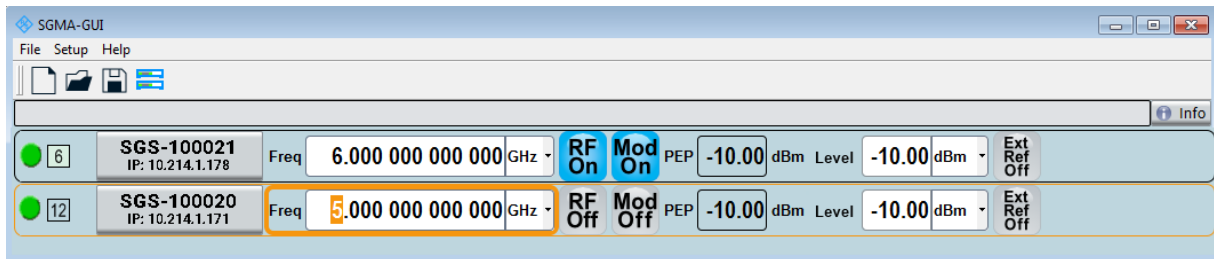 SGMA-GUI
File Setup Help
Info
6 SGS-100021 IP: 10.214.1.178 Freq 6.000 000 000 000 GHz RF On Mod On PEP -10.00 dBm Level -10.00 dBm Ext Ref Off
12 SGS-100020 IP: 10.214.1.171 Freq 5.000 000 000 000 GHz RF Off Mod Off PEP -10.00 dBm Level -10.00 dBm Ext Ref Off